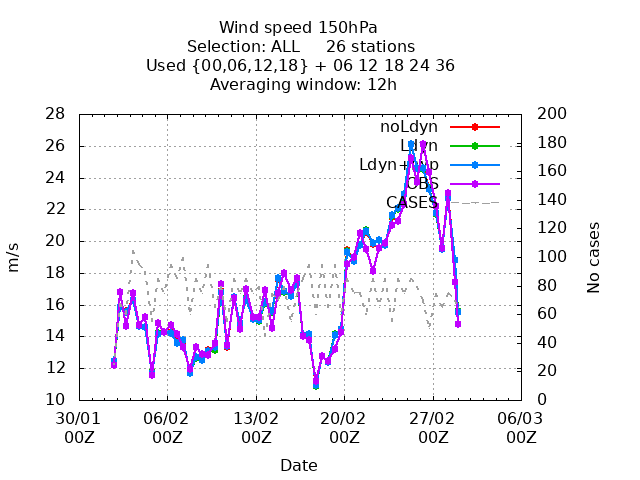 Wind speed 150hPa
Selection: ALL 26 stations
Used {00,06,12,18} + 06 12 18 24 36
Averaging window: 12h
28 200
26 180
24 160
22 140
20 120
18 100
16 80
14 60
12 40
10 20
0
m/s
No cases
noLdyn
Ldyn
OBS
CASES
30/01 06/02 13/02 20/02 27/02 06/03
00Z 00Z 00Z 00Z 00Z 00Z
Date